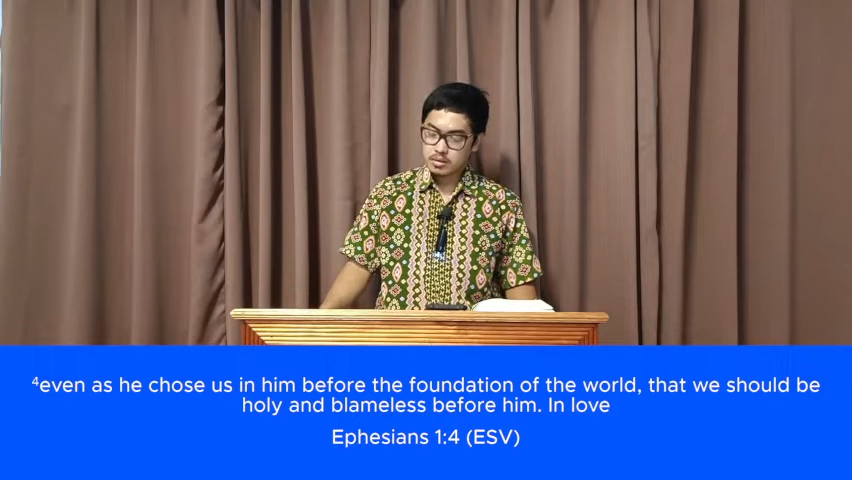 ⁴even as he chose us in him before the foundation of the world, that we should be
holy and blameless before him. In love
Ephesians 1:4 (ESV)